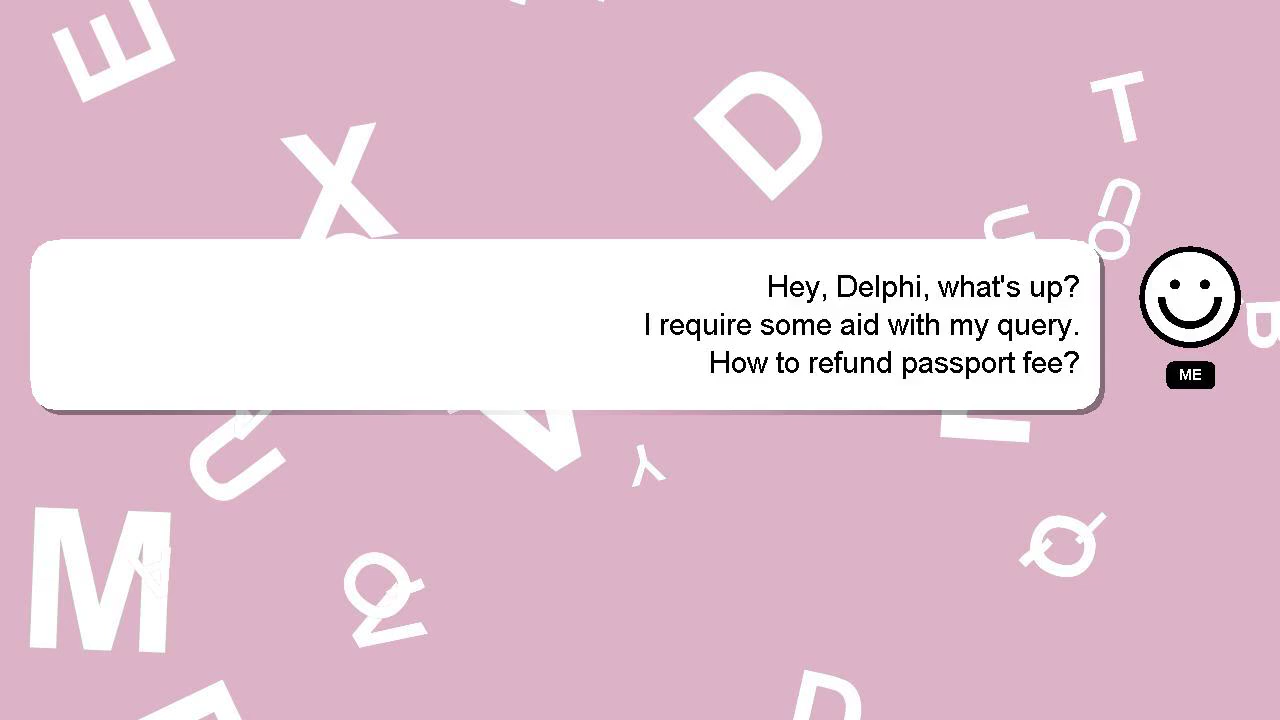 Hey, Delphi, what's up?
I require some aid with my query.
How to refund passport fee?
ME